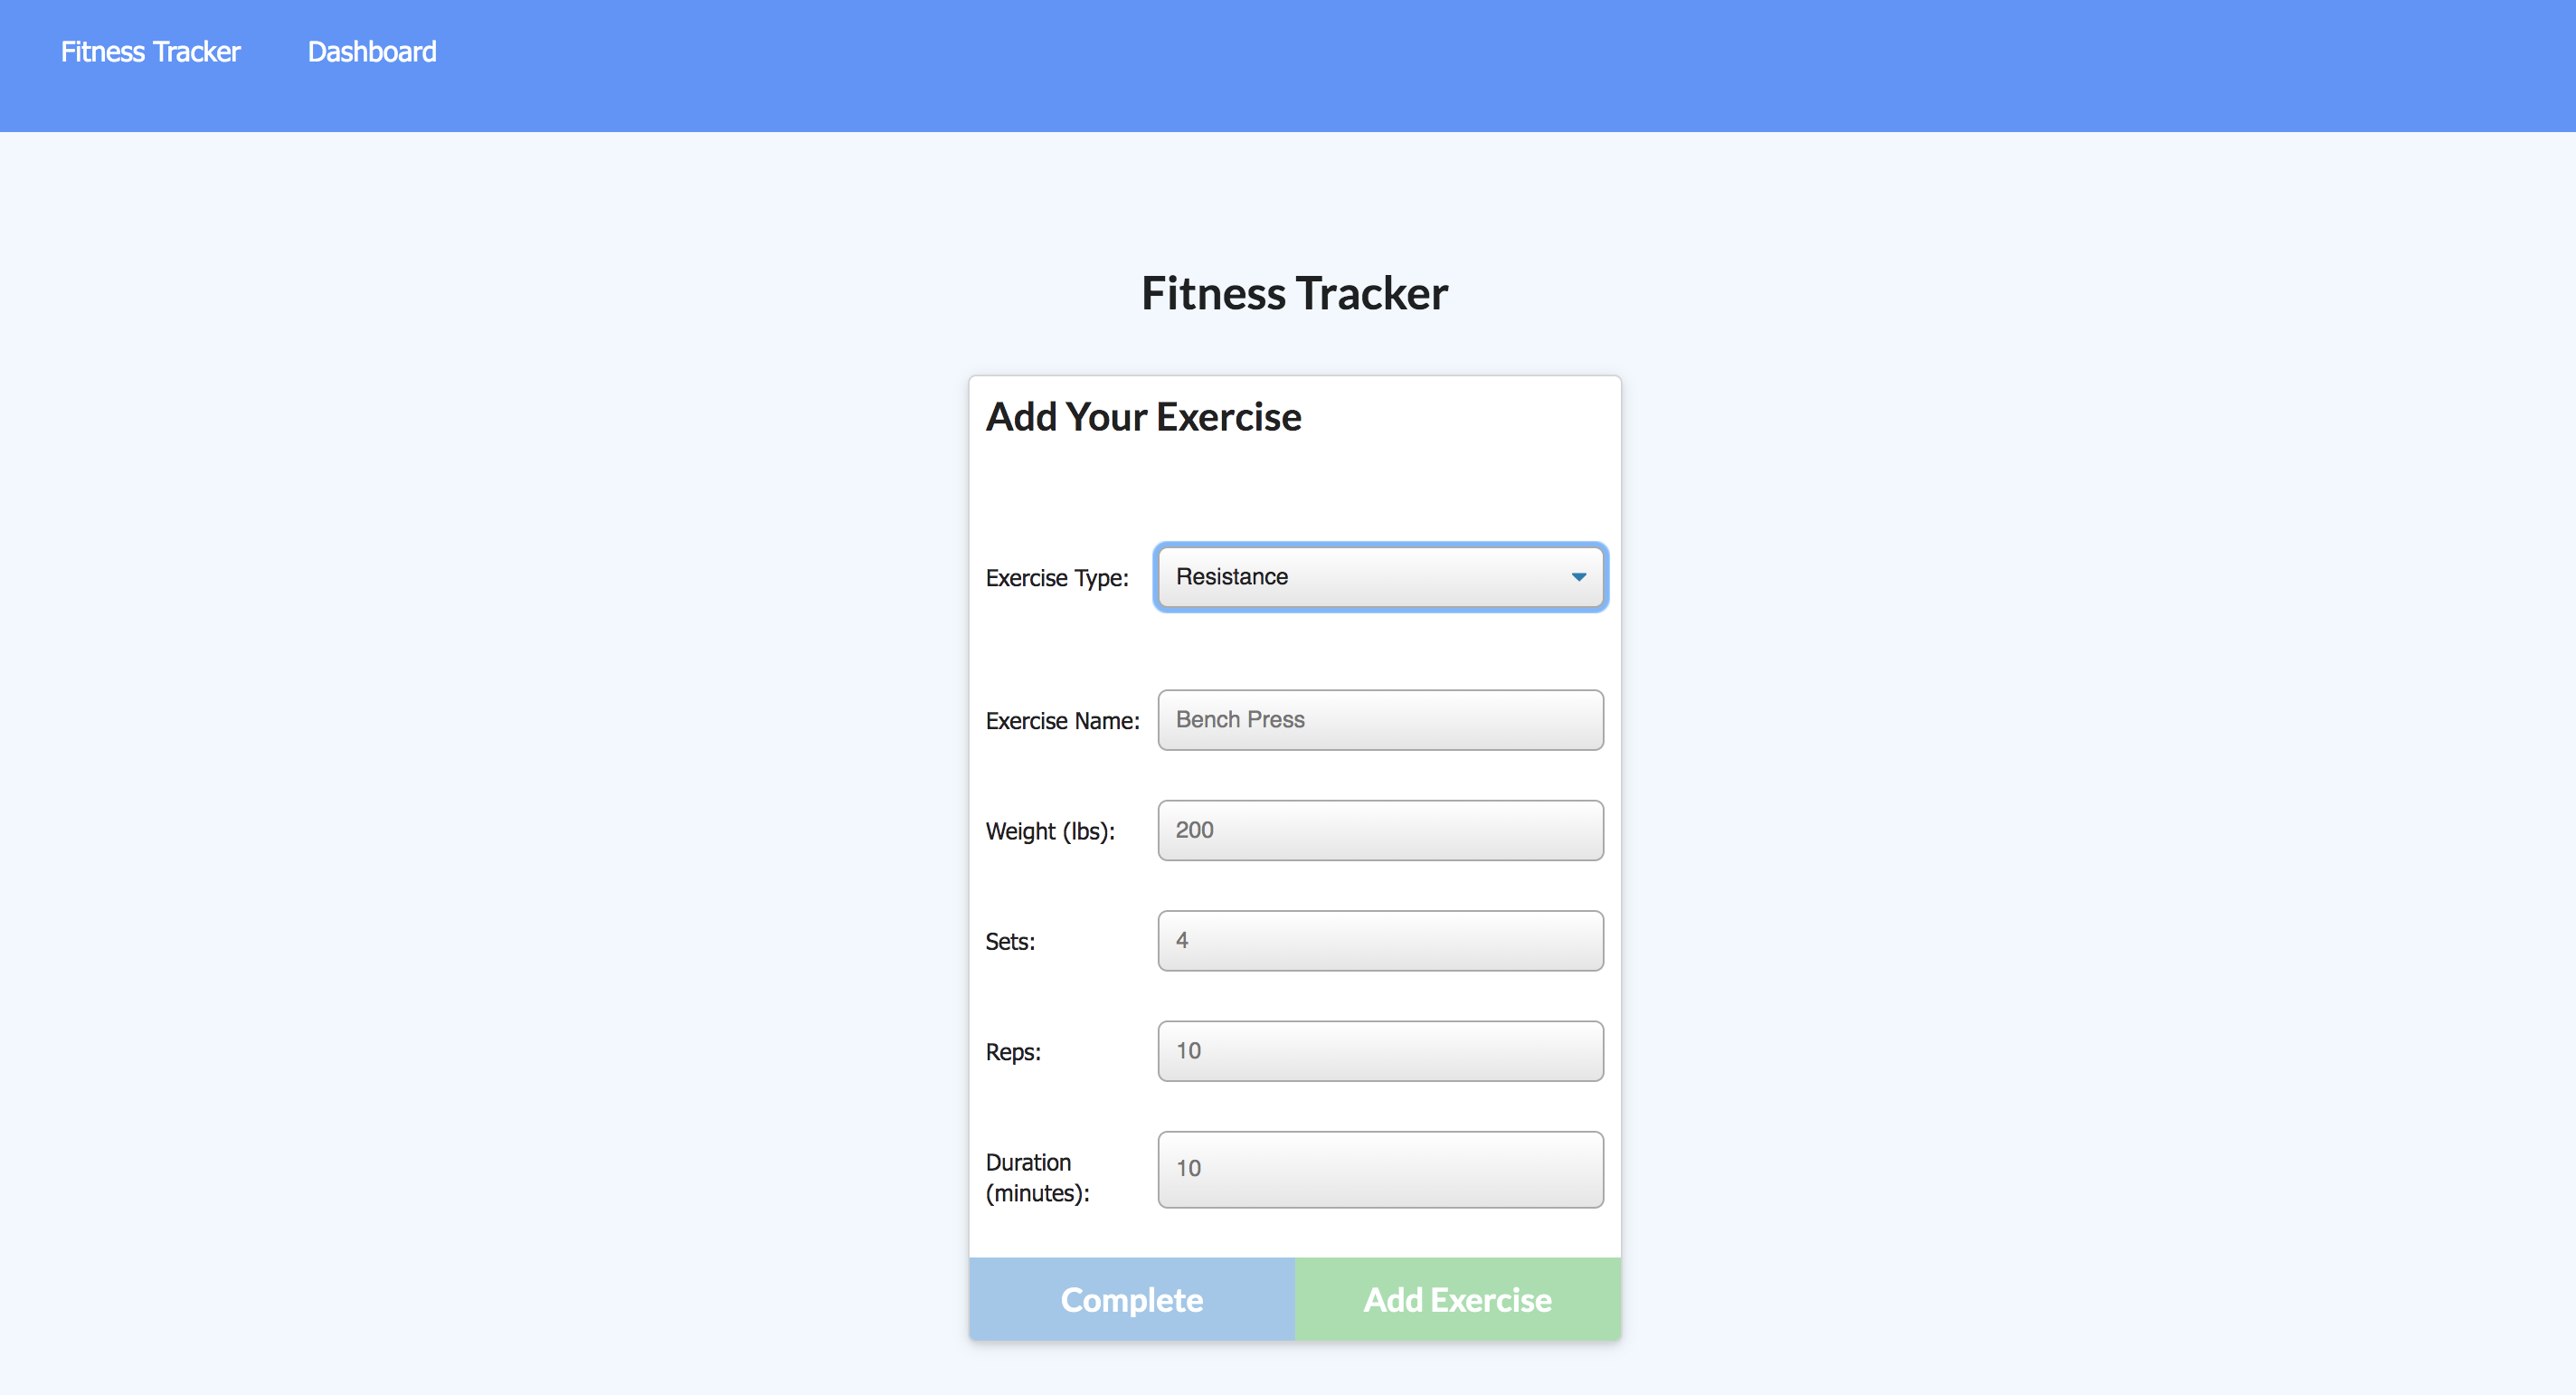 Fitness Tracker Dashboard
Fitness Tracker
Add Your Exercise
Exercise Type: Resistance
Exercise Name: Bench Press
Weight (lbs): 200
Sets: 4
Reps: 10
Duration (minutes): 10
Complete Add Exercise